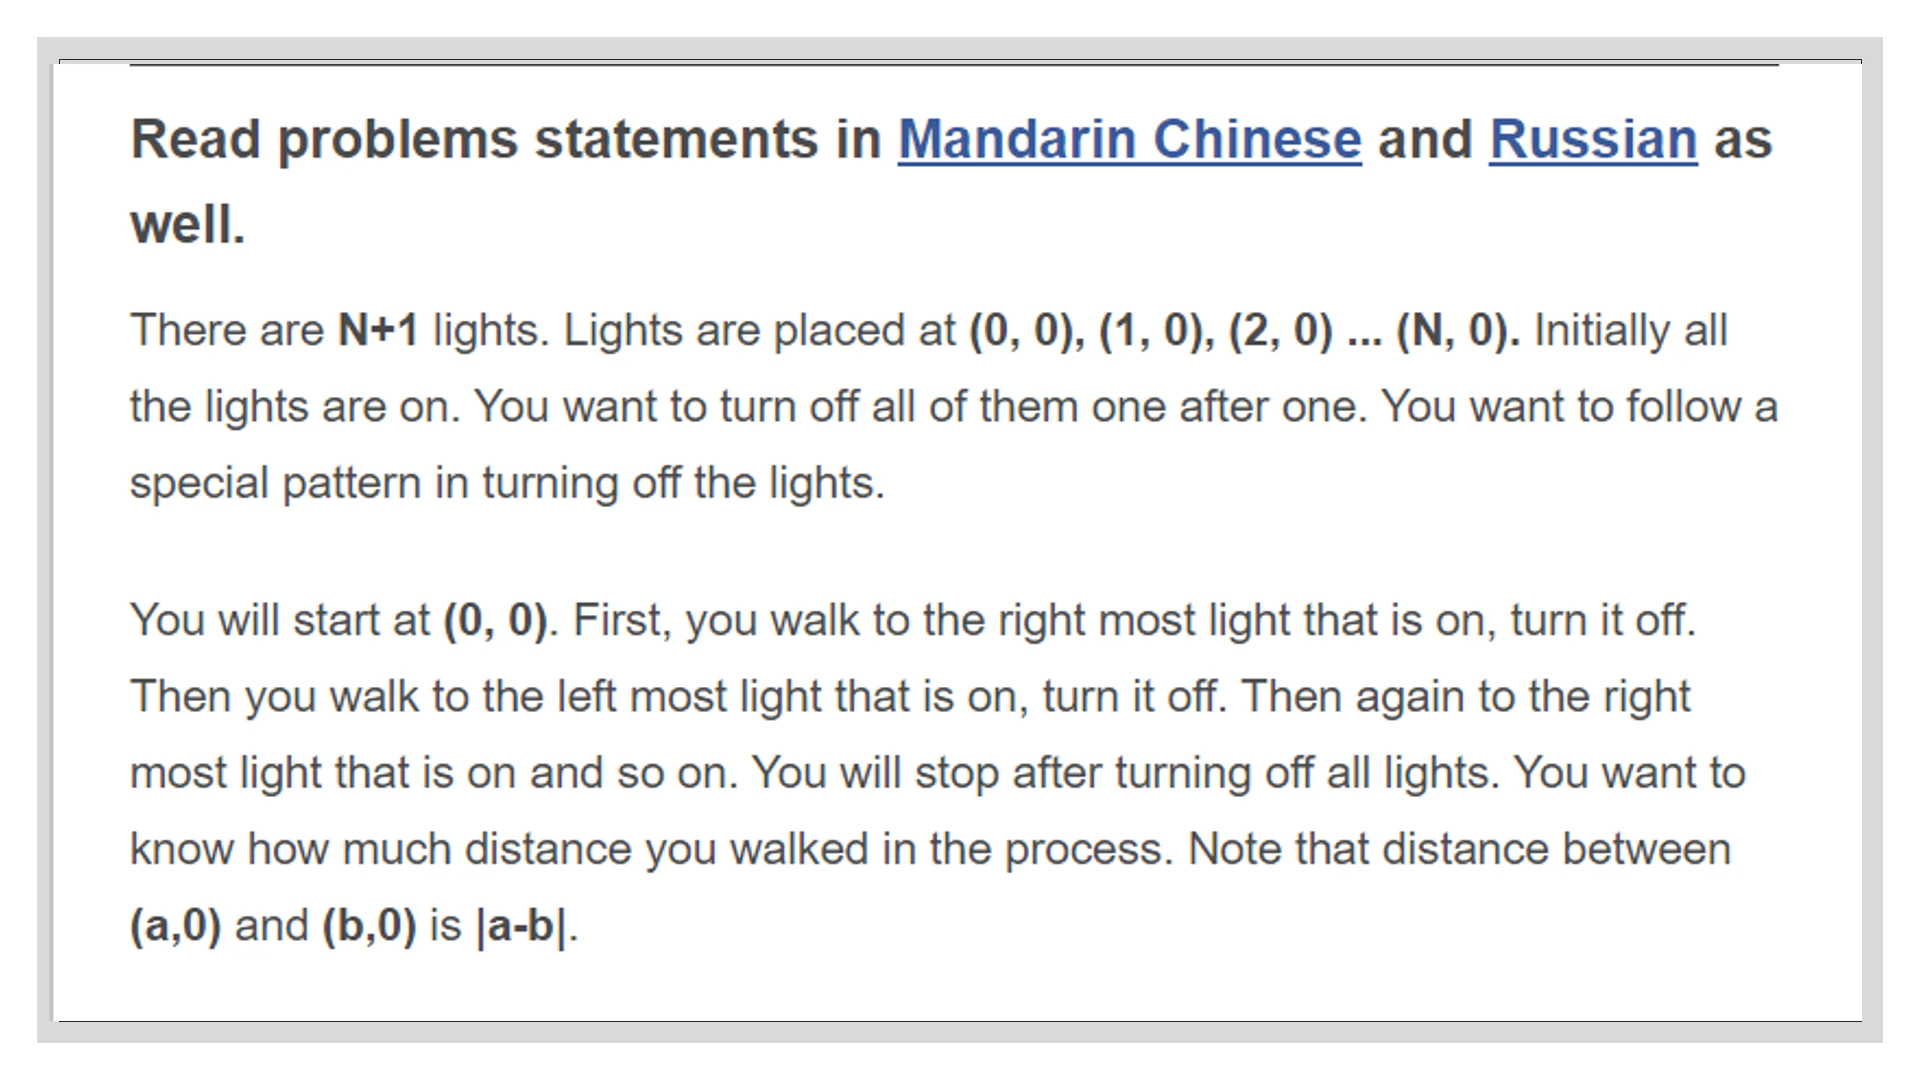 Read problems statements in Mandarin Chinese and Russian as
well.
There are N+1 lights. Lights are placed at (0, 0), (1, 0), (2, 0) ... (N, 0). Initially all
the lights are on. You want to turn off all of them one after one. You want to follow a
special pattern in turning off the lights.
You will start at (0, 0). First, you walk to the right most light that is on, turn it off.
Then you walk to the left most light that is on, turn it off. Then again to the right
most light that is on and so on. You will stop after turning off all lights. You want to
know how much distance you walked in the process. Note that distance between
(a,0) and (b,0) is |a-b|.